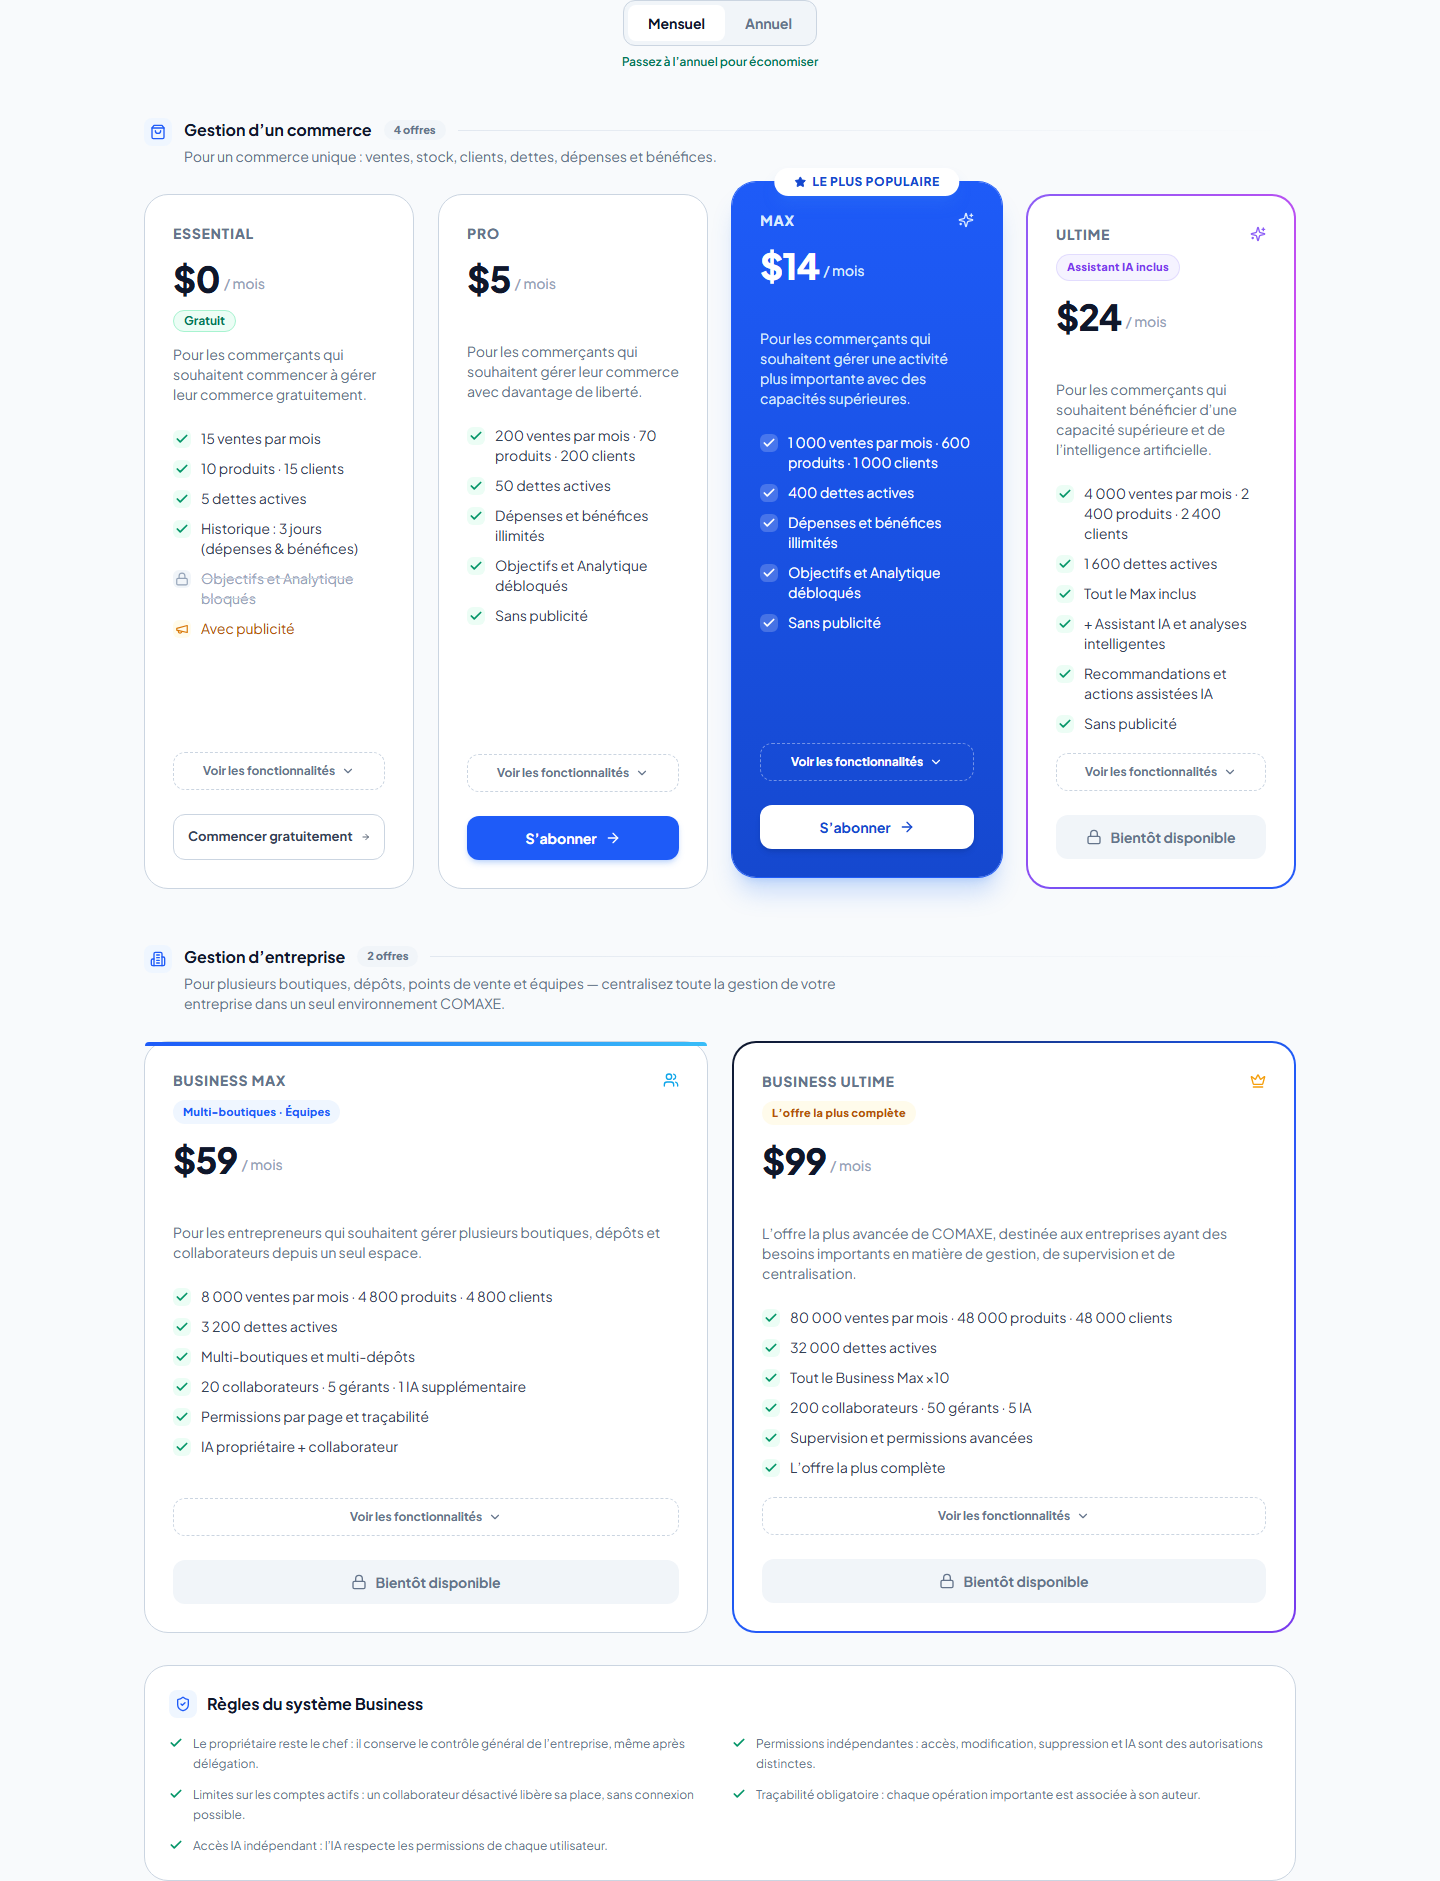 Mensuel
Annuel
Passez à l’annuel pour économiser
Gestion d’un commerce
4 offres
Pour un commerce unique : ventes, stock, clients, dettes, dépenses et bénéfices.
ESSENTIAL
$0 / mois
Gratuit
Pour les commerçants qui
souhaitent commencer à gérer
leur commerce gratuitement.
15 ventes par mois
10 produits · 15 clients
5 dettes actives
Historique : 3 jours
(dépenses & bénéfices)
Objectifs et Analytique
bloqués
Avec publicité
Voir les fonctionnalités
Commencer gratuitement
PRO
$5 / mois
Pour les commerçants qui
souhaitent gérer leur commerce
avec davantage de liberté.
200 ventes par mois · 70
produits · 200 clients
50 dettes actives
Dépenses et bénéfices
illimités
Objectifs et Analytique
débloqués
Sans publicité
Voir les fonctionnalités
S’abonner
LE PLUS POPULAIRE
MAX
$14 / mois
Pour les commerçants qui
souhaitent gérer une activité
plus importante avec des
capacités supérieures.
1 000 ventes par mois · 600
produits · 1 000 clients
400 dettes actives
Dépenses et bénéfices
illimités
Objectifs et Analytique
débloqués
Sans publicité
Voir les fonctionnalités
S’abonner
ULTIME
Assistant IA inclus
$24 / mois
Pour les commerçants qui
souhaitent bénéficier d’une
capacité supérieure et de
l’intelligence artificielle.
4 000 ventes par mois · 2
400 produits · 2 400
clients
1 600 dettes actives
Tout le Max inclus
+ Assistant IA et analyses
intelligentes
Recommandations et
actions assistées IA
Sans publicité
Voir les fonctionnalités
Bientôt disponible
Gestion d’entreprise
2 offres
Pour plusieurs boutiques, dépôts, points de vente et équipes — centralisez toute la gestion de votre
entreprise dans un seul environnement COMAXE.
BUSINESS MAX
Multi-boutiques · Équipes
$59 / mois
Pour les entrepreneurs qui souhaitent gérer plusieurs boutiques, dépôts et
collaborateurs depuis un seul espace.
8 000 ventes par mois · 4 800 produits · 4 800 clients
3 200 dettes actives
Multi-boutiques et multi-dépôts
20 collaborateurs · 5 gérants · 1 IA supplémentaire
Permissions par page et traçabilité
IA propriétaire + collaborateur
Voir les fonctionnalités
Bientôt disponible
BUSINESS ULTIME
L’offre la plus complète
$99 / mois
L’offre la plus avancée de COMAXE, destinée aux entreprises ayant des
besoins importants en matière de gestion, de supervision et de
centralisation.
80 000 ventes par mois · 48 000 produits · 48 000 clients
32 000 dettes actives
Tout le Business Max ×10
200 collaborateurs · 50 gérants · 5 IA
Supervision et permissions avancées
L’offre la plus complète
Voir les fonctionnalités
Bientôt disponible
Règles du système Business
Le propriétaire reste le chef : il conserve le contrôle général de l’entreprise, même après
délégation.
Permissions indépendantes : accès, modification, suppression et IA sont des autorisations
distinctes.
Limites sur les comptes actifs : un collaborateur désactivé libère sa place, sans connexion
possible.
Traçabilité obligatoire : chaque opération importante est associée à son auteur.
Accès IA indépendant : l’IA respecte les permissions de chaque utilisateur.